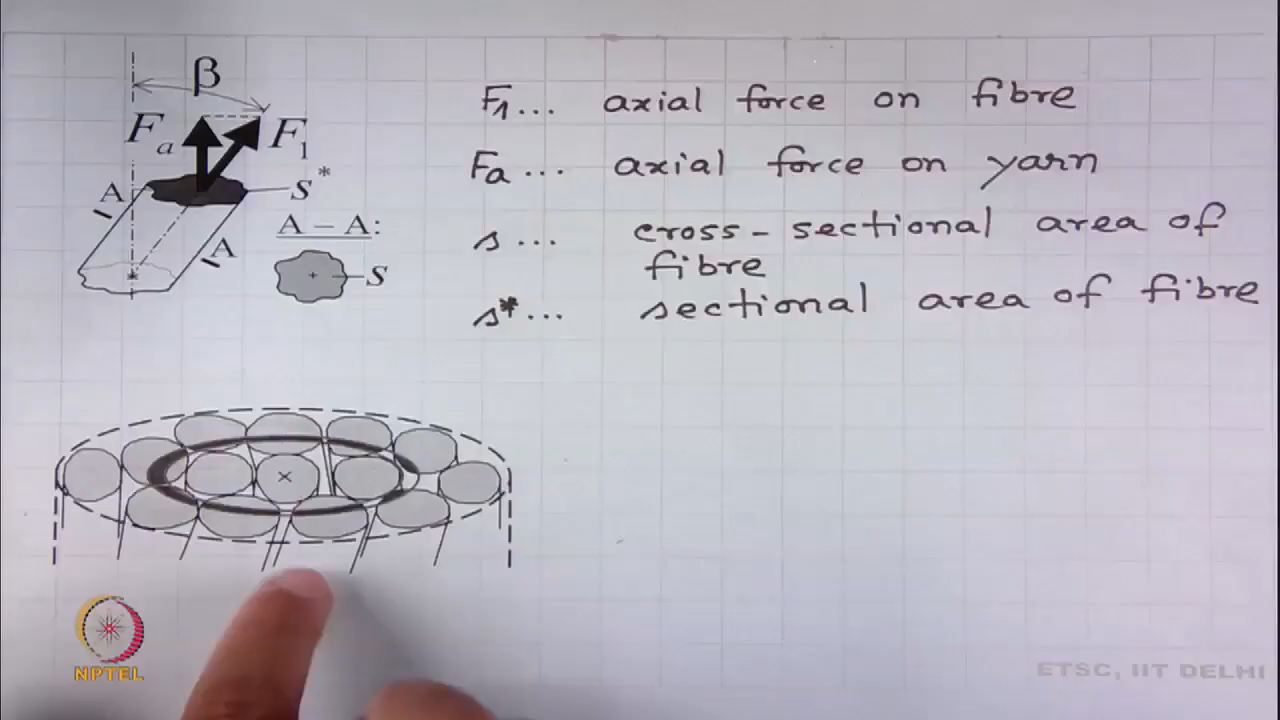 β
Fa
F1
A
S*
A – A:
A
S
F1... axial force on fibre
Fa... axial force on yarn
s... cross-sectional area of
fibre
s*... sectional area of fibre
NPTEL
ETSC, IIT DELHI